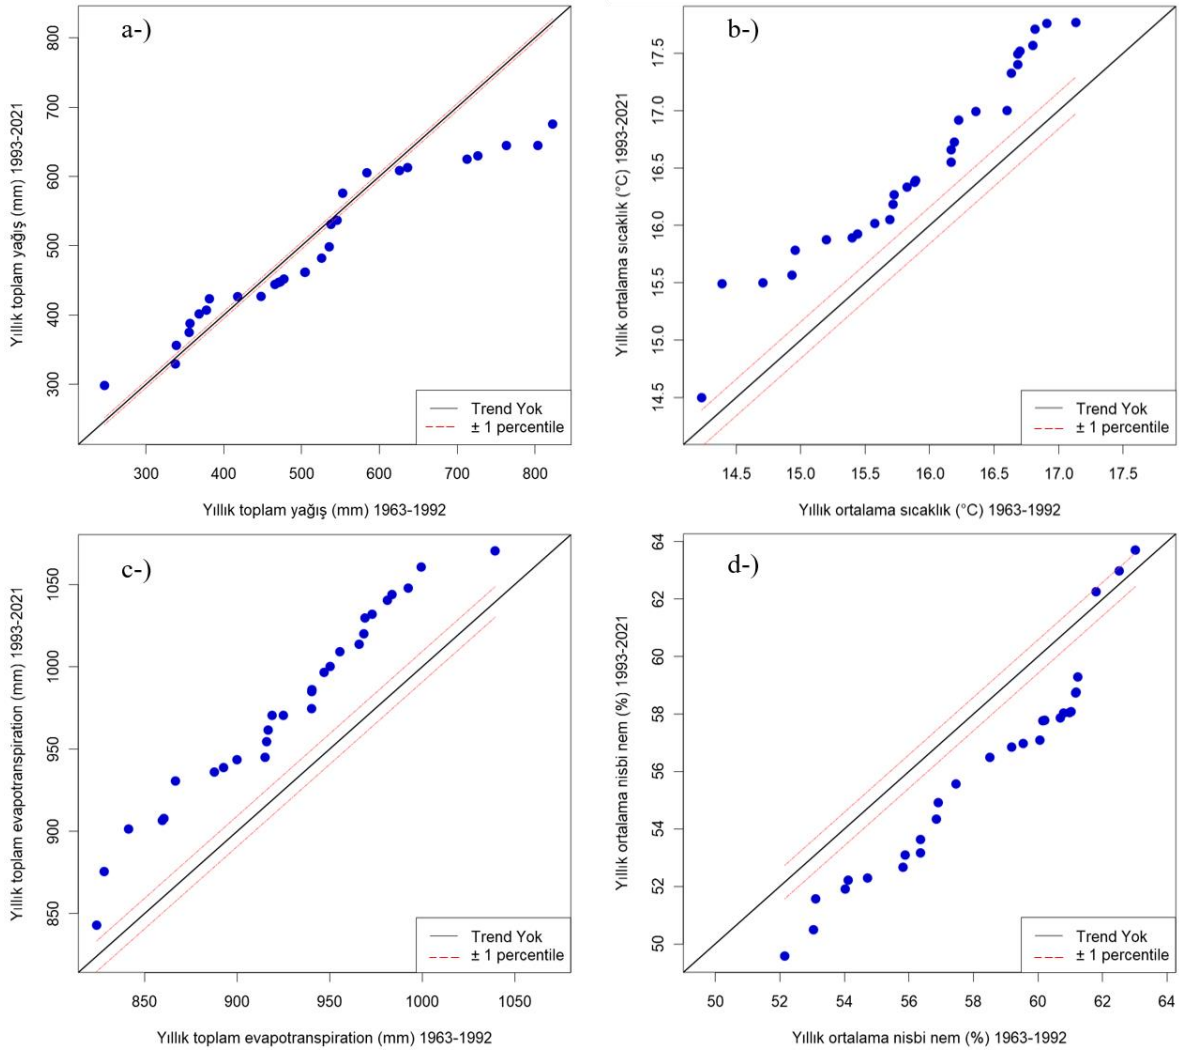 a-)
Yıllık toplam yağış (mm) 1993-2021
800
700
600
500
400
300
300 400 500 600 700 800
Trend Yok
± 1 percentile
Yıllık toplam yağış (mm) 1963-1992
b-)
Yıllık ortalama sıcaklık (°C) 1993-2021
17.5
17.0
16.5
16.0
15.5
15.0
14.5
14.5 15.0 15.5 16.0 16.5 17.0 17.5
Trend Yok
± 1 percentile
Yıllık ortalama sıcaklık (°C) 1963-1992
c-)
Yıllık toplam evapotranspiration (mm) 1993-2021
1050
1000
950
900
850
850 900 950 1000 1050
Trend Yok
± 1 percentile
Yıllık toplam evapotranspiration (mm) 1963-1992
d-)
Yıllık ortalama nisbi nem (%) 1993-2021
64
62
60
58
56
54
52
50
50 52 54 56 58 60 62 64
Trend Yok
± 1 percentile
Yıllık ortalama nisbi nem (%) 1963-1992